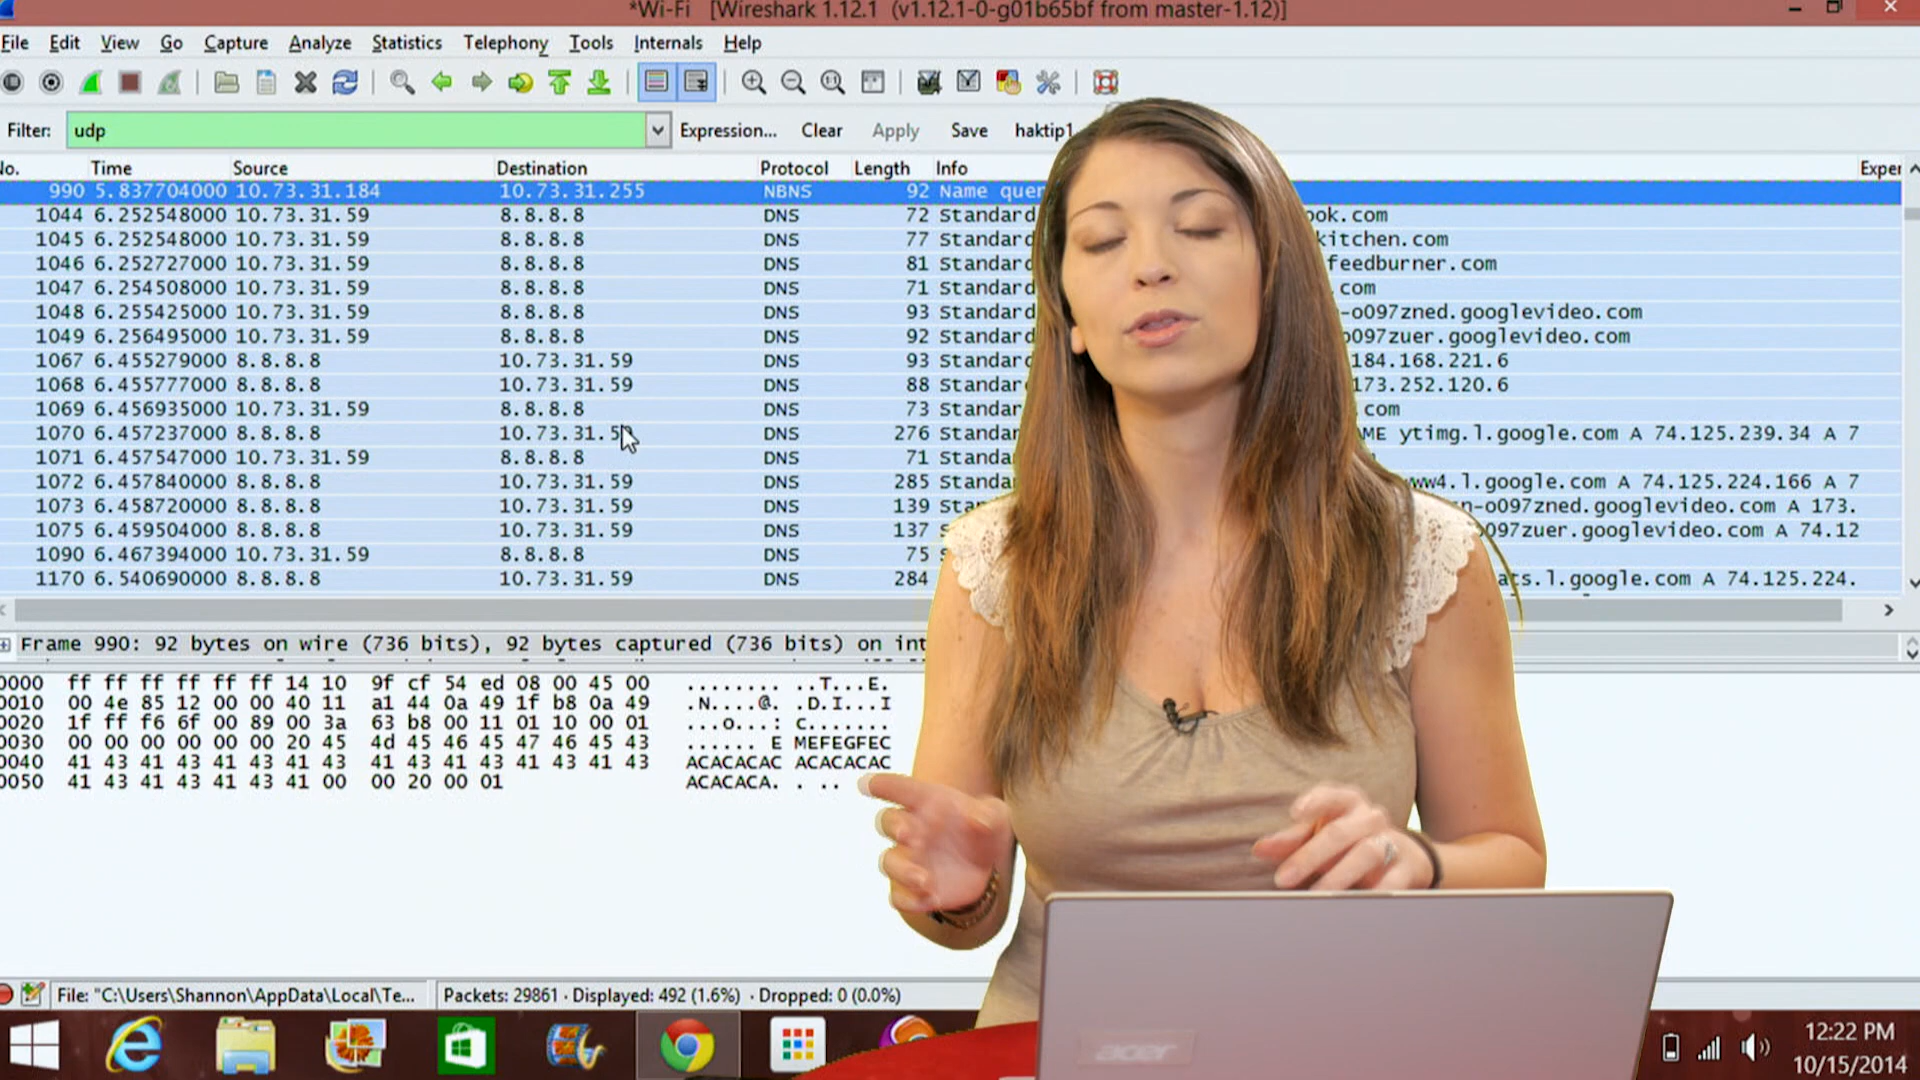 *Wi-Fi [Wireshark 1.12.1 (v1.12.1-0-g01b65bf from master-1.12)]
File Edit View Go Capture Analyze Statistics Telephony Tools Internals Help
Filter: udp Expression... Clear Apply Save haktip1
No. Time Source Destination Protocol Length Info Exper
990 5.837704000 10.73.31.184 10.73.31.255 NBNS 92 Name quer
1044 6.252548000 10.73.31.59 8.8.8.8 DNS 72 Standard ook.com
1045 6.252548000 10.73.31.59 8.8.8.8 DNS 77 Standard kitchen.com
1046 6.252727000 10.73.31.59 8.8.8.8 DNS 81 Standard feedburner.com
1047 6.254508000 10.73.31.59 8.8.8.8 DNS 71 Standard .com
1048 6.255425000 10.73.31.59 8.8.8.8 DNS 93 Standard -o097zned.googlevideo.com
1049 6.256495000 10.73.31.59 8.8.8.8 DNS 92 Standard o097zuer.googlevideo.com
1067 6.455279000 8.8.8.8 10.73.31.59 DNS 93 Standard 184.168.221.6
1068 6.455777000 8.8.8.8 10.73.31.59 DNS 88 Standard 173.252.120.6
1069 6.456935000 10.73.31.59 8.8.8.8 DNS 73 Standar .com
1070 6.457237000 8.8.8.8 10.73.31.59 DNS 276 Standar ME ytimg.l.google.com A 74.125.239.34 A 7
1071 6.457547000 10.73.31.59 8.8.8.8 DNS 71 Standar
1072 6.457840000 8.8.8.8 10.73.31.59 DNS 285 Standa www4.l.google.com A 74.125.224.166 A 7
1073 6.458720000 8.8.8.8 10.73.31.59 DNS 139 Standa n-o097zned.googlevideo.com A 173.
1075 6.459504000 8.8.8.8 10.73.31.59 DNS 137 Sta o097zuer.googlevideo.com A 74.12
1090 6.467394000 10.73.31.59 8.8.8.8 DNS 75 S
1170 6.540690000 8.8.8.8 10.73.31.59 DNS 284 ats.l.google.com A 74.125.224.
Frame 990: 92 bytes on wire (736 bits), 92 bytes captured (736 bits) on int
0000 ff ff ff ff ff ff 14 10 9f cf 54 ed 08 00 45 00 ........ ..T...E.
0010 00 4e 85 12 00 00 40 11 a1 44 0a 49 1f b8 0a 49 .N....@. .D.I...I
0020 1f ff f6 6f 00 89 00 3a 63 b8 00 11 01 10 00 01 ...o...: c.......
0030 00 00 00 00 00 00 20 45 4d 45 46 45 47 46 45 43 ...... E MEFEGFEC
0040 41 43 41 43 41 43 41 43 41 43 41 43 41 43 41 43 ACACACAC ACACACAC
0050 41 43 41 43 41 43 41 00 00 20 00 01 ACACACA. . ..
File: "C:\Users\Shannon\AppData\Local\Te... Packets: 29861 · Displayed: 492 (1.6%) · Dropped: 0 (0.0%)
acer
12:22 PM
10/15/2014